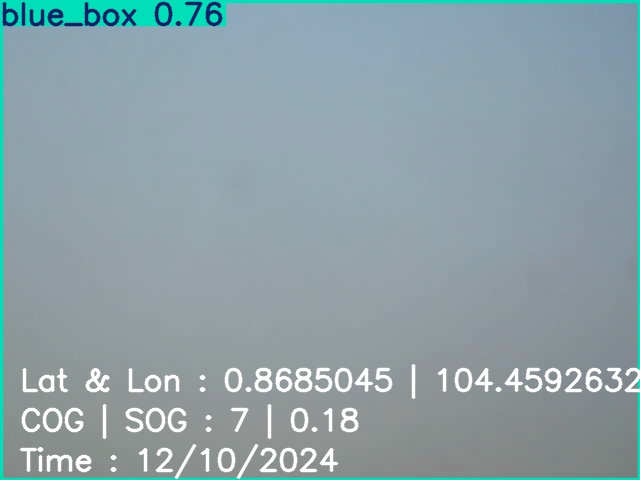 blue_box 0.76
Lat & Lon : 0.8685045 | 104.4592632
COG | SOG : 7 | 0.18
Time : 12/10/2024